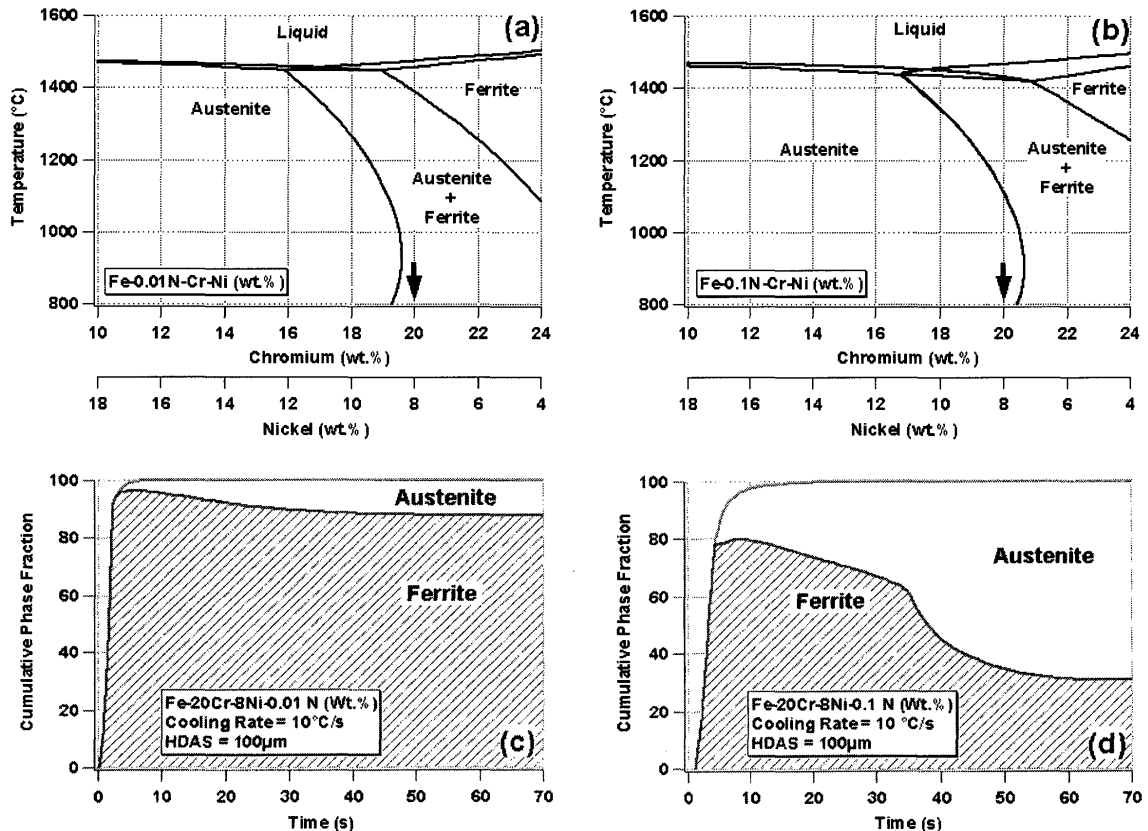 (a)
1600
Liquid
1400
Ferrite
Austenite
1200
Austenite
+
Ferrite
1000
Fe-0.01N-Cr-Ni (wt.%)
800
Temperature (°C)
10 12 14 16 18 20 22 24
Chromium (wt.%)
18 16 14 12 10 8 6 4
Nickel (wt.%)
(b)
1600
Liquid
1400
Ferrite
Austenite
1200
Austenite
+
Ferrite
1000
Fe-0.1N-Cr-Ni (wt.%)
800
Temperature (°C)
10 12 14 16 18 20 22 24
Chromium (wt.%)
18 16 14 12 10 8 6 4
Nickel (wt.%)
100
Austenite
80
60
Ferrite
40
20
Fe-20Cr-8Ni-0.01 N (Wt.%)
Cooling Rate = 10°C/s
HDAS = 100µm
(c)
0
Cumulative Phase Fraction
0 10 20 30 40 50 60 70
Time (s)
100
80
Austenite
60
Ferrite
40
20
Fe-20Cr-8Ni-0.1 N (Wt.%)
Cooling Rate = 10 °C/s
HDAS = 100µm
(d)
0
Cumulative Phase Fraction
0 10 20 30 40 50 60 70
Time (s)